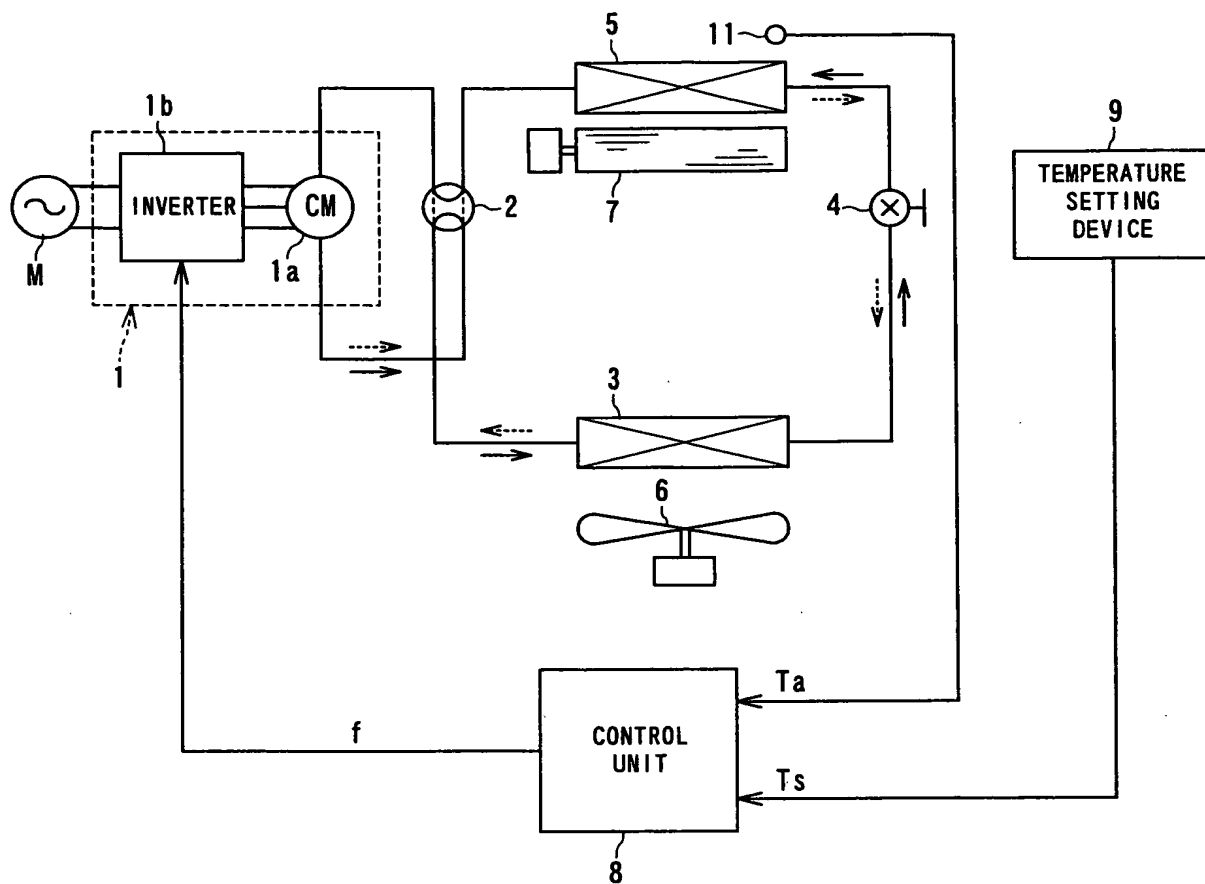 5
11
1b
9
INVERTER
CM
2
7
4
TEMPERATURE
SETTING
DEVICE
M
1a
1
3
6
Ta
f
CONTROL
UNIT
Ts
8